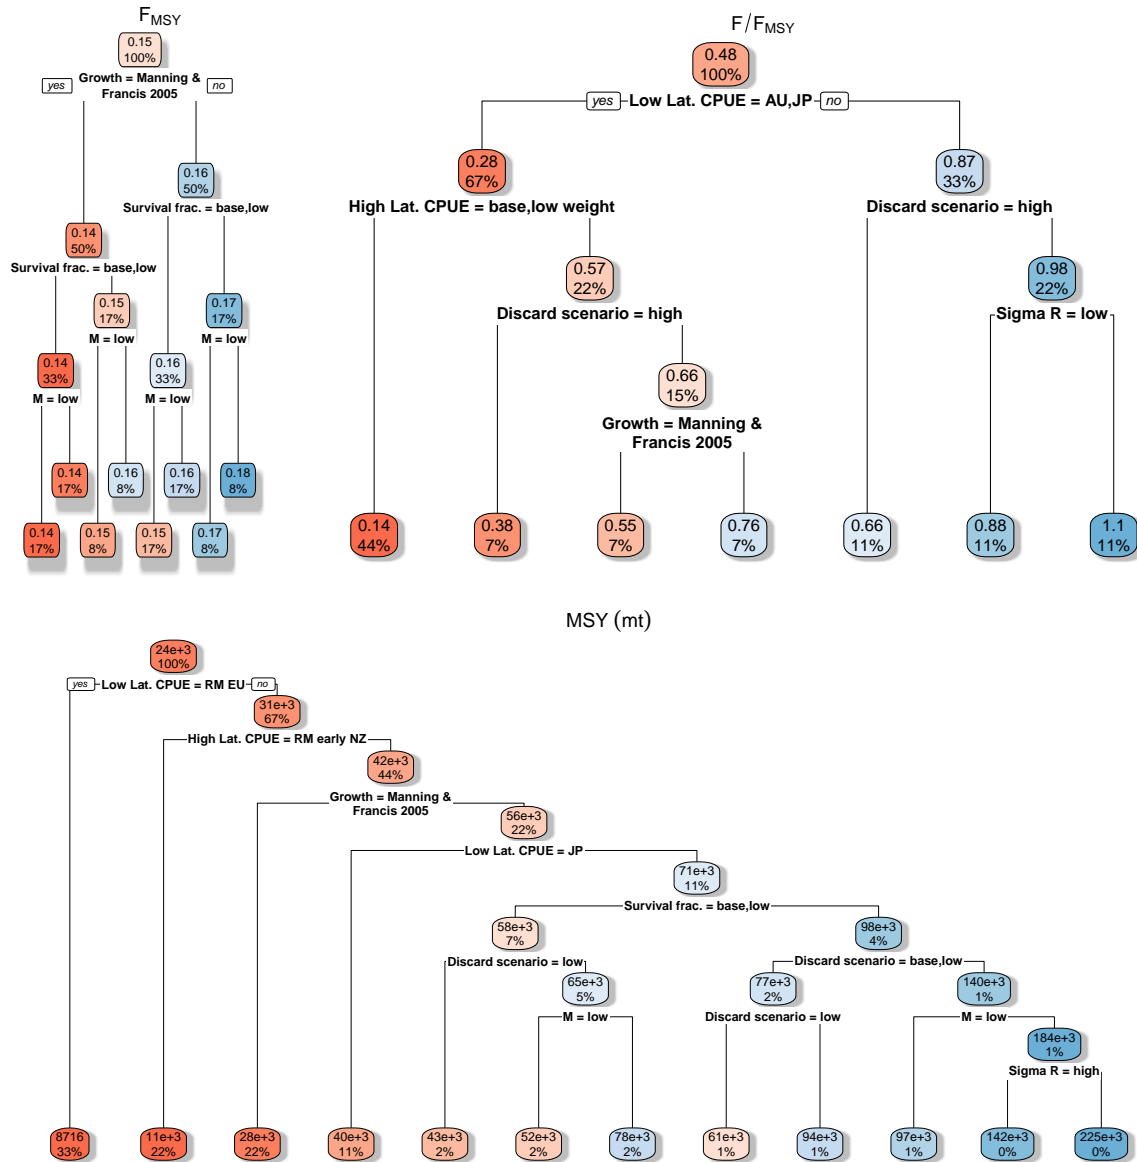 F_MSY
0.15
100%
yes
Growth = Manning &
Francis 2005
no
0.16
50%
Survival frac. = base,low
0.14
50%
Survival frac. = base,low
0.15
17%
M = low
0.17
17%
M = low
0.14
33%
M = low
0.16
33%
M = low
0.14
17%
0.16
8%
0.16
17%
0.18
8%
0.14
17%
0.15
8%
0.15
17%
0.17
8%
F/F_MSY
0.48
100%
yes
Low Lat. CPUE = AU,JP
no
0.28
67%
High Lat. CPUE = base,low weight
0.87
33%
Discard scenario = high
0.57
22%
Discard scenario = high
0.98
22%
Sigma R = low
0.66
15%
Growth = Manning &
Francis 2005
0.14
44%
0.38
7%
0.55
7%
0.76
7%
0.66
11%
0.88
11%
1.1
11%
MSY (mt)
24e+3
100%
yes
Low Lat. CPUE = RM EU
no
31e+3
67%
High Lat. CPUE = RM early NZ
42e+3
44%
Growth = Manning &
Francis 2005
56e+3
22%
Low Lat. CPUE = JP
71e+3
11%
Survival frac. = base,low
58e+3
7%
Discard scenario = low
98e+3
4%
Discard scenario = base,low
65e+3
5%
M = low
77e+3
2%
Discard scenario = low
140e+3
1%
M = low
184e+3
1%
Sigma R = high
8716
33%
11e+3
22%
28e+3
22%
40e+3
11%
43e+3
2%
52e+3
2%
78e+3
2%
61e+3
1%
94e+3
1%
97e+3
1%
142e+3
0%
225e+3
0%